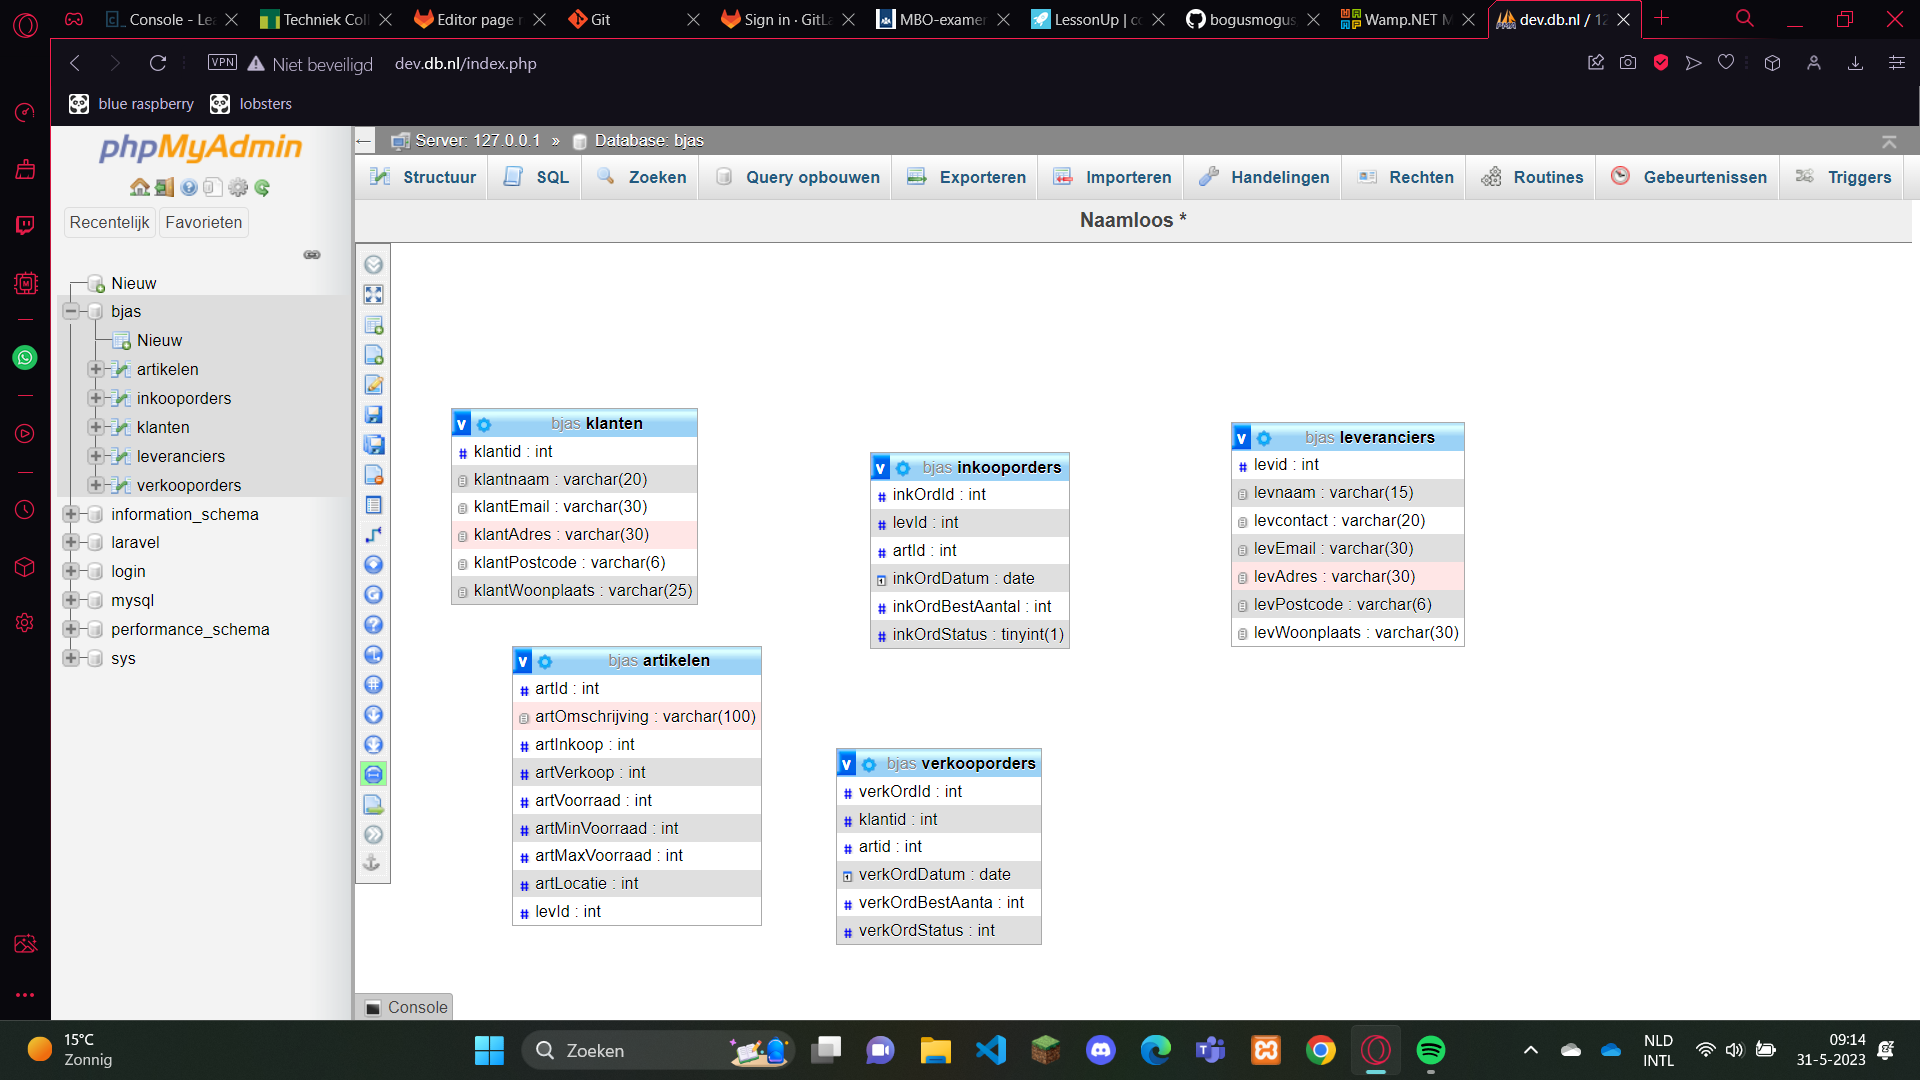 Console - Lea
Techniek Coll
Editor page r
Git
Sign in · GitLa
MBO-examer
LessonUp | co
bogusmogus
Wamp.NET M
dev.db.nl / 12
VPN
Niet beveiligd
dev.db.nl/index.php
blue raspberry
lobsters
phpMyAdmin
Recentelijk
Favorieten
Nieuw
bjas
Nieuw
artikelen
inkooporders
klanten
leveranciers
verkooporders
information_schema
laravel
login
mysql
performance_schema
sys
Server: 127.0.0.1 » Database: bjas
Structuur
SQL
Zoeken
Query opbouwen
Exporteren
Importeren
Handelingen
Rechten
Routines
Gebeurtenissen
Triggers
Naamloos *
v bjas klanten
# klantid : int
klantnaam : varchar(20)
klantEmail : varchar(30)
klantAdres : varchar(30)
klantPostcode : varchar(6)
klantWoonplaats : varchar(25)
v bjas inkooporders
# inkOrdId : int
# levId : int
# artId : int
inkOrdDatum : date
# inkOrdBestAantal : int
# inkOrdStatus : tinyint(1)
v bjas leveranciers
# levid : int
levnaam : varchar(15)
levcontact : varchar(20)
levEmail : varchar(30)
levAdres : varchar(30)
levPostcode : varchar(6)
levWoonplaats : varchar(30)
v bjas artikelen
# artId : int
artOmschrijving : varchar(100)
# artInkoop : int
# artVerkoop : int
# artVoorraad : int
# artMinVoorraad : int
# artMaxVoorraad : int
# artLocatie : int
# levId : int
v bjas verkooporders
# verkOrdId : int
# klantid : int
# artid : int
verkOrdDatum : date
# verkOrdBestAanta : int
# verkOrdStatus : int
Console
15°C
Zonnig
Zoeken
NLD
INTL
09:14
31-5-2023